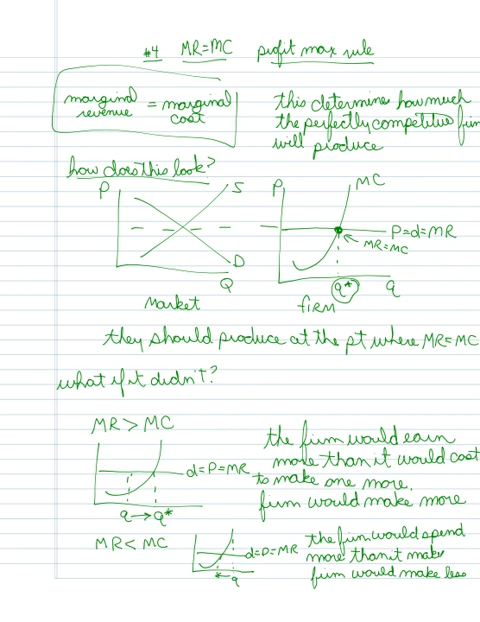 #4 MR=MC profit max rule
marginal revenue = marginal cost
this determines how much
the perfectly competitive firm
will produce
how does this look?
P S
D
Q
Market
P MC
P=d=MR
MR=MC
q* q
FIRM
they should produce at the pt where MR=MC
what if it didn't?
MR > MC
d=P=MR
q → q*
the firm would earn
more than it would cost
to make one more.
firm would make more
MR < MC
d=P=MR
* ← q
the firm would spend
more than it makes
firm would make less